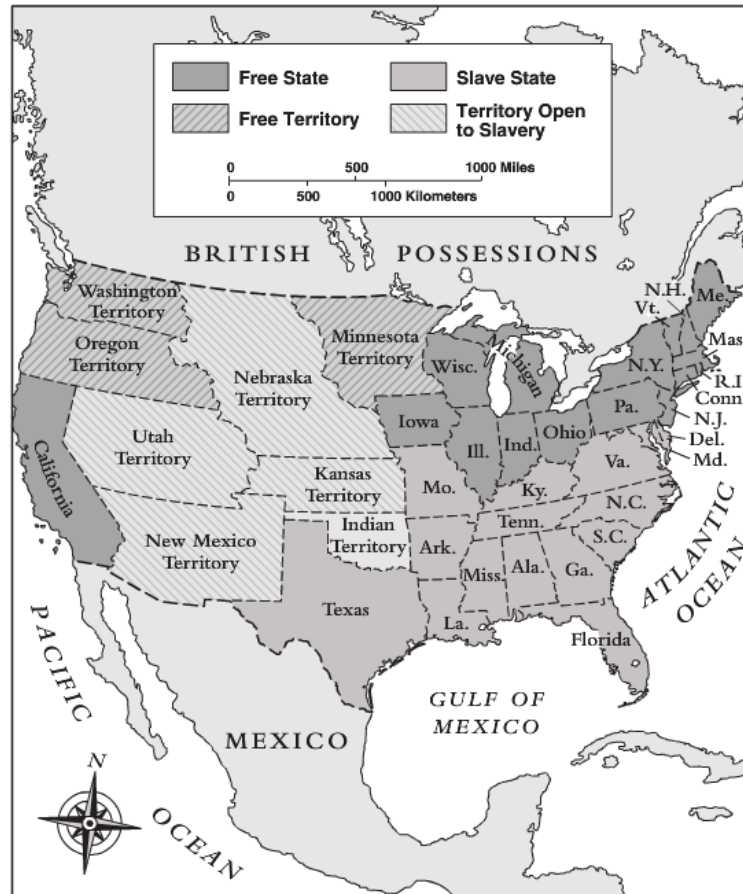 Free State
Slave State
Free Territory
Territory Open
to Slavery
0 500 1000 Miles
0 500 1000 Kilometers
BRITISH POSSESSIONS
Washington
Territory
Oregon
Territory
California
Nebraska
Territory
Utah
Territory
New Mexico
Territory
Kansas
Territory
Indian
Territory
Minnesota
Territory
Wisc.
Michigan
Iowa
Ill.
Ind.
Ohio
Pa.
N.Y.
Vt.
N.H.
Me.
Mas
R.I
Conn
N.J.
Del.
Md.
Mo.
Ky.
Va.
N.C.
Tenn.
S.C.
Ark.
Miss.
Ala.
Ga.
Texas
La.
Florida
ATLANTIC
OCEAN
PACIFIC
OCEAN
GULF OF
MEXICO
MEXICO
N